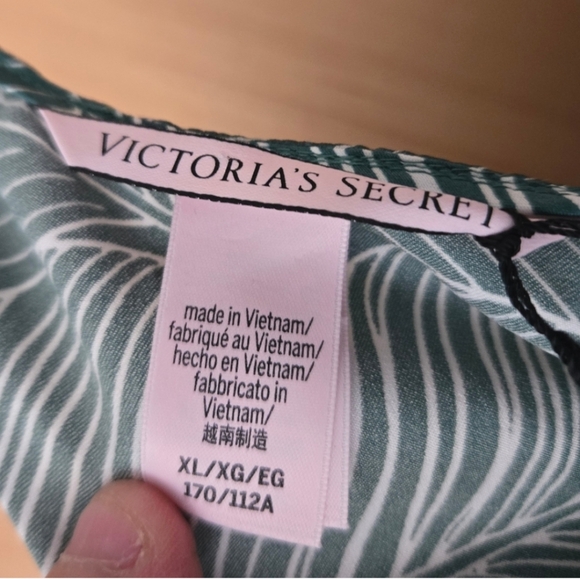 VICTORIA'S SECRET
made in Vietnam/
fabriqué au Vietnam/
hecho en Vietnam/
fabbricato in
Vietnam/
越南制造
XL/XG/EG
170/112A